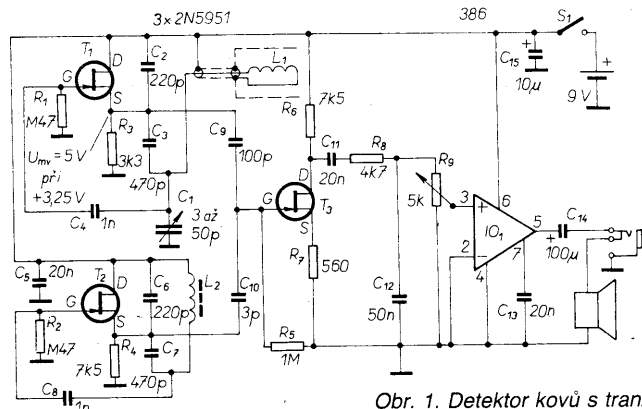 3×2N5951
386
S₁
T₁
D
G
S
C₂
220p
L₁
C₁₅
+
10μ
+
9V
R₁
M47
R₃
3k3
C₃
470p
C₉
100p
R₆
7k5
Uₘᵥ = 5V
při
+3,25V
C₁
3 až
50p
C₄
1n
D
G
S
T₃
C₁₁
20n
R₈
4k7
R₉
5k
3
+
6
IO₁
5
2
-
4
7
C₁₄
+
100μ
C₅
20n
T₂
D
G
S
C₆
220p
L₂
C₁₀
3p
R₇
560
C₁₂
50n
C₁₃
20n
R₂
M47
R₄
7k5
C₇
470p
R₅
1M
C₈
1n
Obr. 1. Detektor kovů s tran